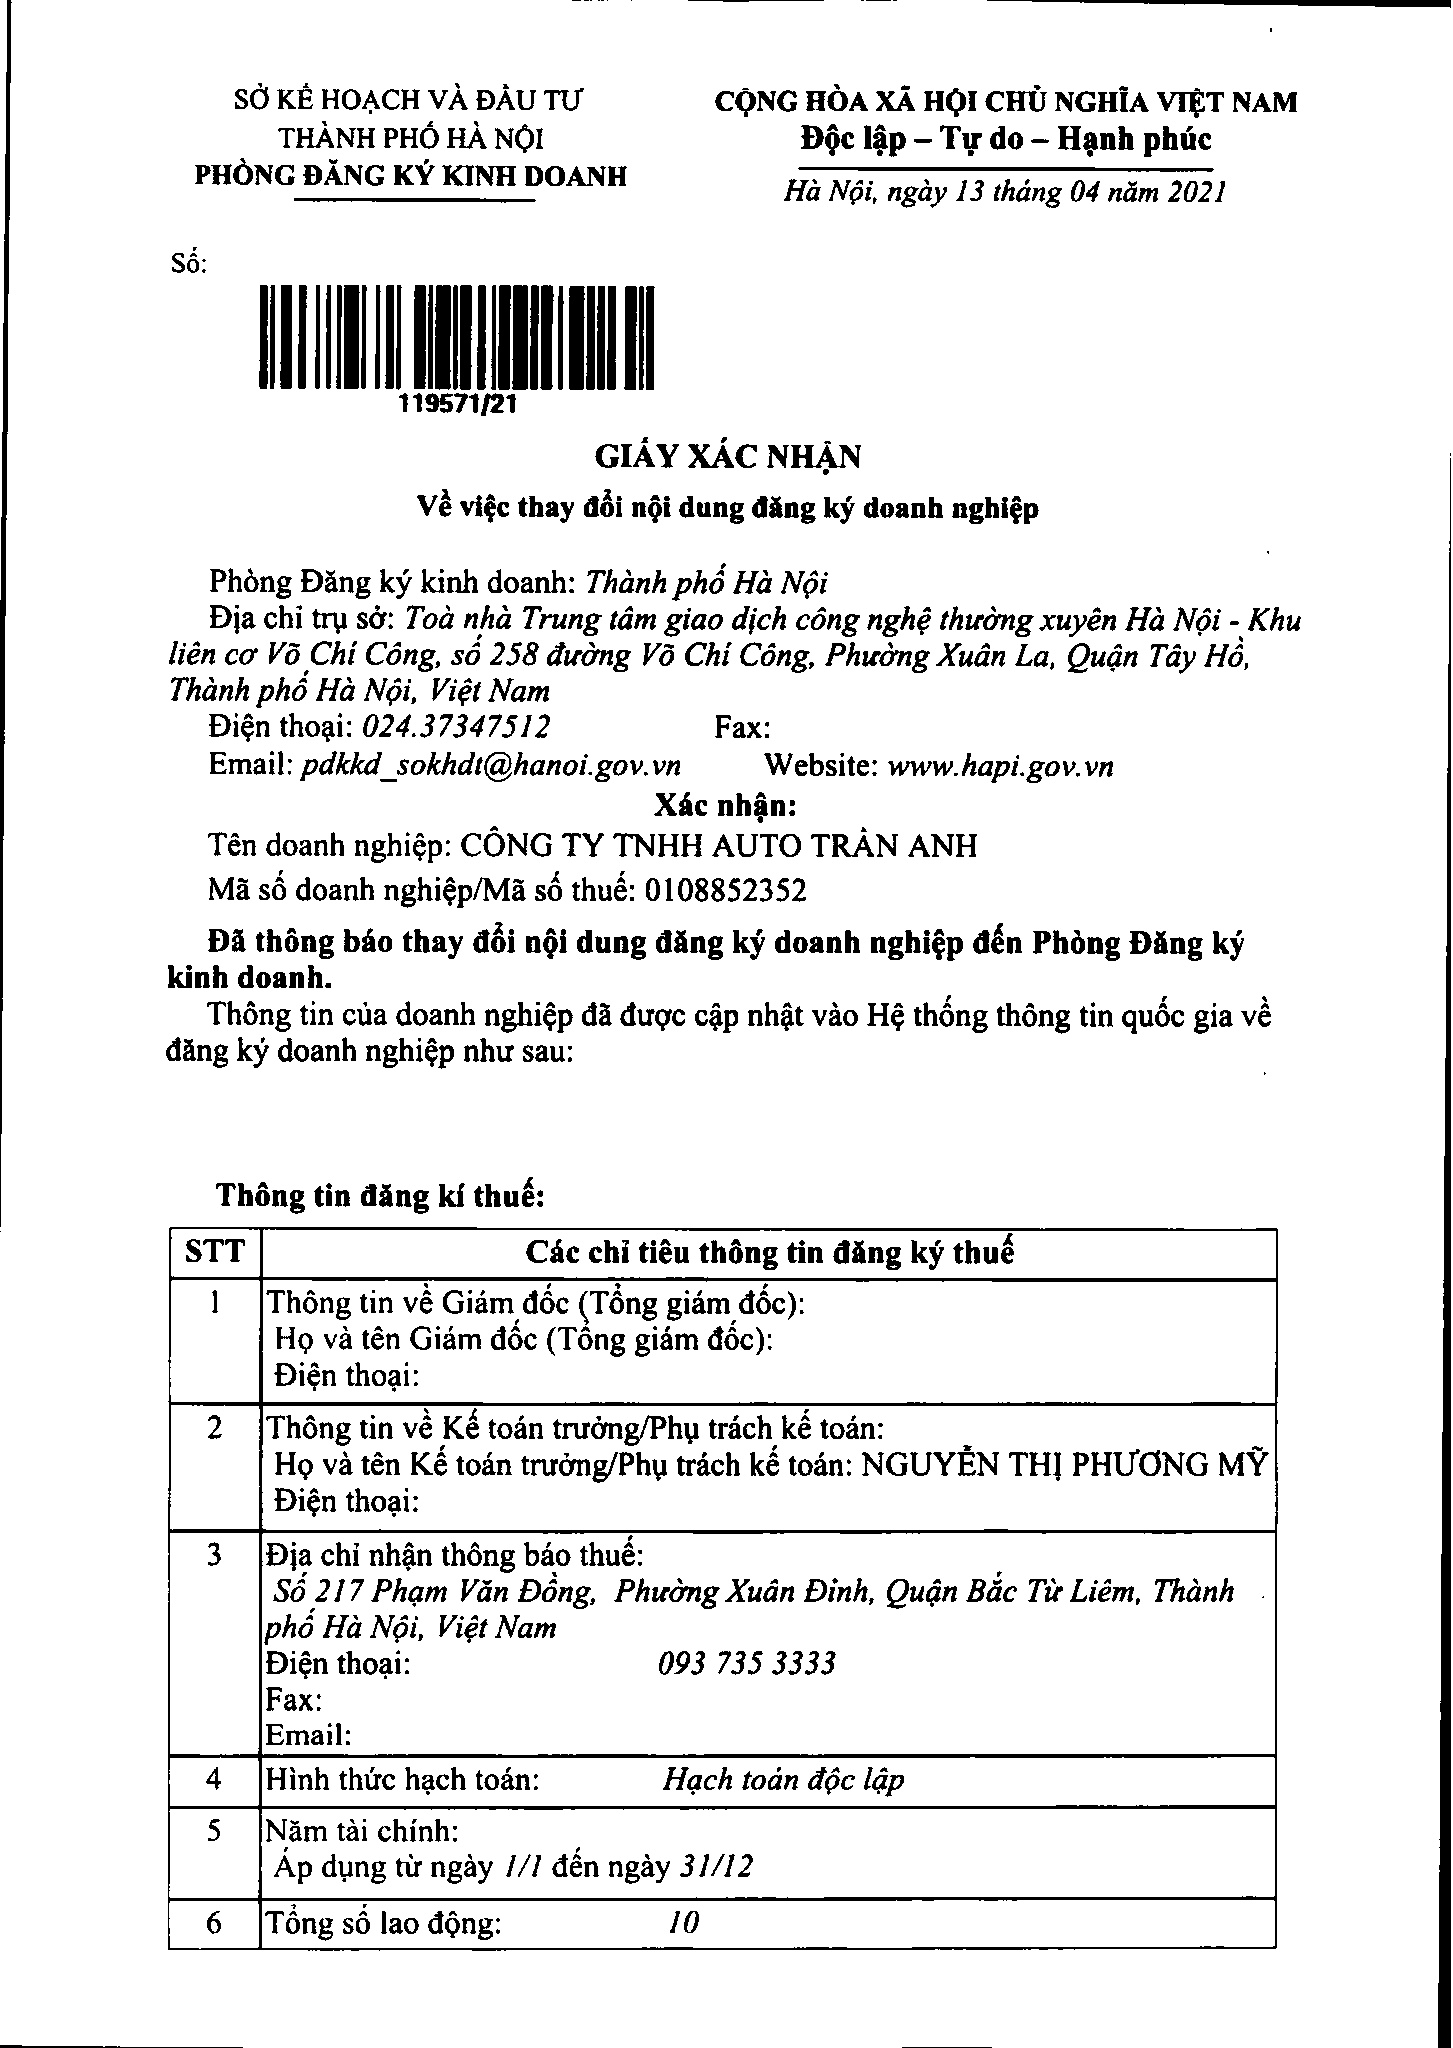 SỞ KẾ HOẠCH VÀ ĐẦU TƯ
THÀNH PHỐ HÀ NỘI
PHÒNG ĐĂNG KÝ KINH DOANH
CỘNG HÒA XÃ HỘI CHỦ NGHĨA VIỆT NAM
Độc lập – Tự do – Hạnh phúc
Hà Nội, ngày 13 tháng 04 năm 2021
Số:
119571/21
GIẤY XÁC NHẬN
Về việc thay đổi nội dung đăng ký doanh nghiệp
Phòng Đăng ký kinh doanh: Thành phố Hà Nội
Địa chỉ trụ sở: Toà nhà Trung tâm giao dịch công nghệ thường xuyên Hà Nội - Khu
liên cơ Võ Chí Công, số 258 đường Võ Chí Công, Phường Xuân La, Quận Tây Hồ,
Thành phố Hà Nội, Việt Nam
Điện thoại: 024.37347512 Fax:
Email: pdkkd_sokhdt@hanoi.gov.vn Website: www.hapi.gov.vn
Xác nhận:
Tên doanh nghiệp: CÔNG TY TNHH AUTO TRẦN ANH
Mã số doanh nghiệp/Mã số thuế: 0108852352
Đã thông báo thay đổi nội dung đăng ký doanh nghiệp đến Phòng Đăng ký
kinh doanh.
Thông tin của doanh nghiệp đã được cập nhật vào Hệ thống thông tin quốc gia về
đăng ký doanh nghiệp như sau:
Thông tin đăng kí thuế:
STT Các chỉ tiêu thông tin đăng ký thuế
1 Thông tin về Giám đốc (Tổng giám đốc):
Họ và tên Giám đốc (Tổng giám đốc):
Điện thoại:
2 Thông tin về Kế toán trưởng/Phụ trách kế toán:
Họ và tên Kế toán trưởng/Phụ trách kế toán: NGUYỄN THỊ PHƯƠNG MỸ
Điện thoại:
3 Địa chỉ nhận thông báo thuế:
Số 217 Phạm Văn Đồng, Phường Xuân Đỉnh, Quận Bắc Từ Liêm, Thành
phố Hà Nội, Việt Nam
Điện thoại: 093 735 3333
Fax:
Email:
4 Hình thức hạch toán: Hạch toán độc lập
5 Năm tài chính:
Áp dụng từ ngày 1/1 đến ngày 31/12
6 Tổng số lao động: 10